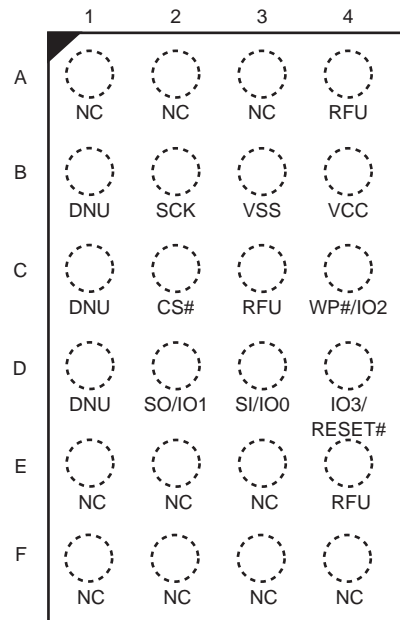 1 2 3 4
A
NC NC NC RFU
B
DNU SCK VSS VCC
C
DNU CS# RFU WP#/IO2
D
DNU SO/IO1 SI/IO0 IO3/
RESET#
E
NC NC NC RFU
F
NC NC NC NC